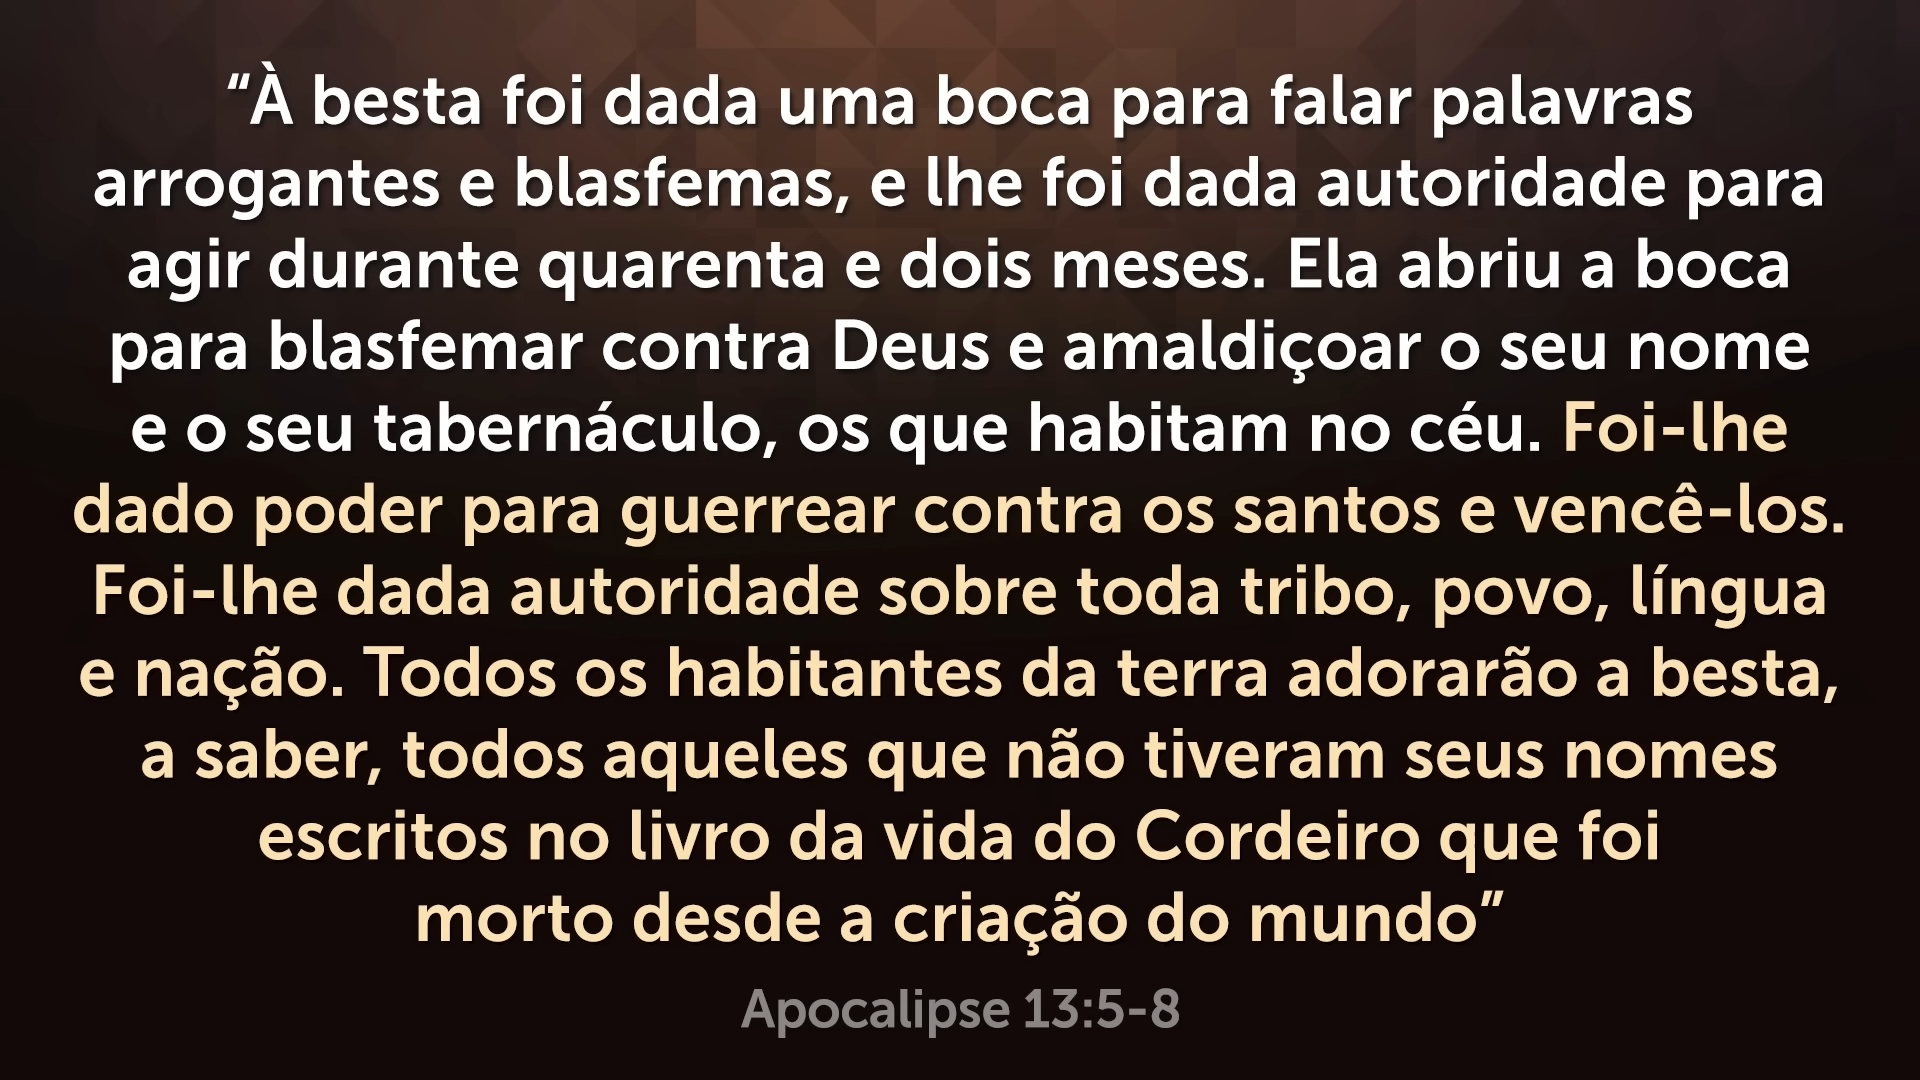 “À besta foi dada uma boca para falar palavras
arrogantes e blasfemas, e lhe foi dada autoridade para
agir durante quarenta e dois meses. Ela abriu a boca
para blasfemar contra Deus e amaldiçoar o seu nome
e o seu tabernáculo, os que habitam no céu. Foi-lhe
dado poder para guerrear contra os santos e vencê-los.
Foi-lhe dada autoridade sobre toda tribo, povo, língua
e nação. Todos os habitantes da terra adorarão a besta,
a saber, todos aqueles que não tiveram seus nomes
escritos no livro da vida do Cordeiro que foi
morto desde a criação do mundo”
Apocalipse 13:5-8